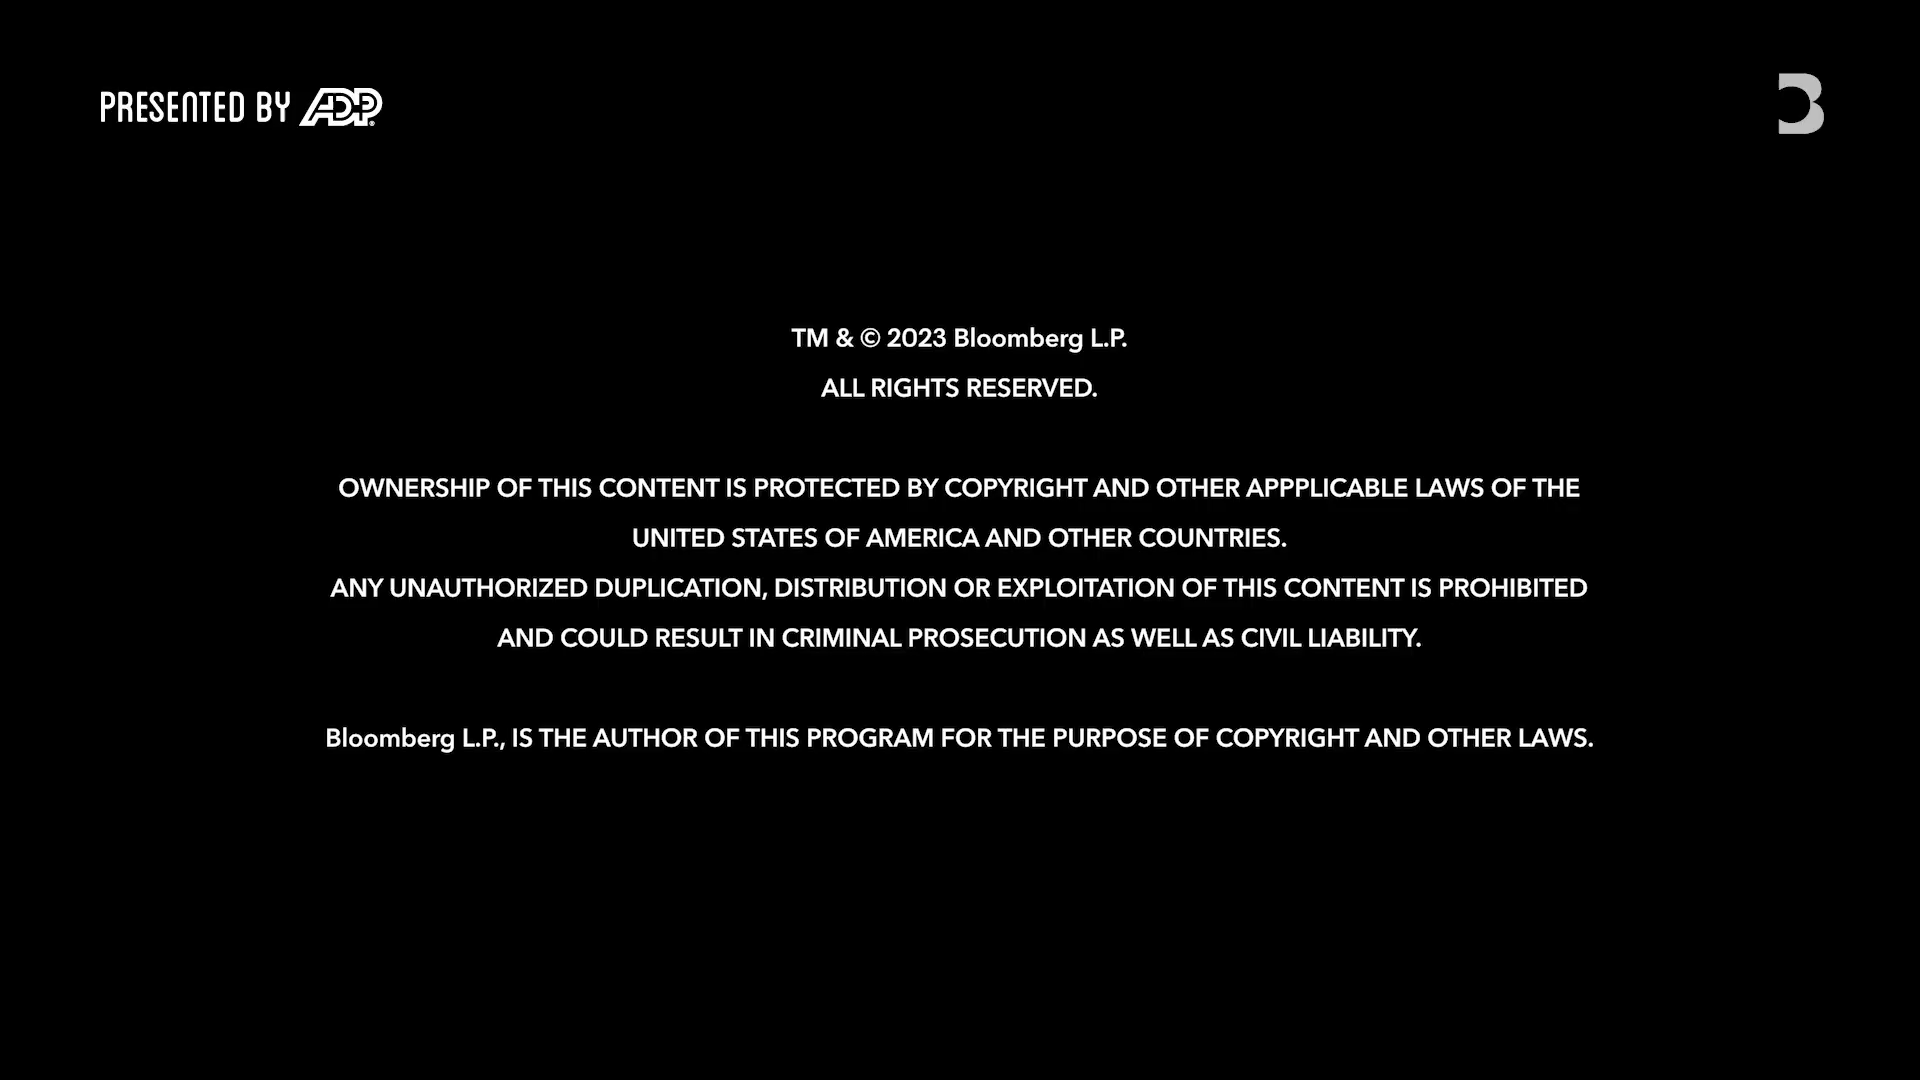 PRESENTED BY ADP
TM & © 2023 Bloomberg L.P.
ALL RIGHTS RESERVED.
OWNERSHIP OF THIS CONTENT IS PROTECTED BY COPYRIGHT AND OTHER APPPLICABLE LAWS OF THE
UNITED STATES OF AMERICA AND OTHER COUNTRIES.
ANY UNAUTHORIZED DUPLICATION, DISTRIBUTION OR EXPLOITATION OF THIS CONTENT IS PROHIBITED
AND COULD RESULT IN CRIMINAL PROSECUTION AS WELL AS CIVIL LIABILITY.
Bloomberg L.P., IS THE AUTHOR OF THIS PROGRAM FOR THE PURPOSE OF COPYRIGHT AND OTHER LAWS.